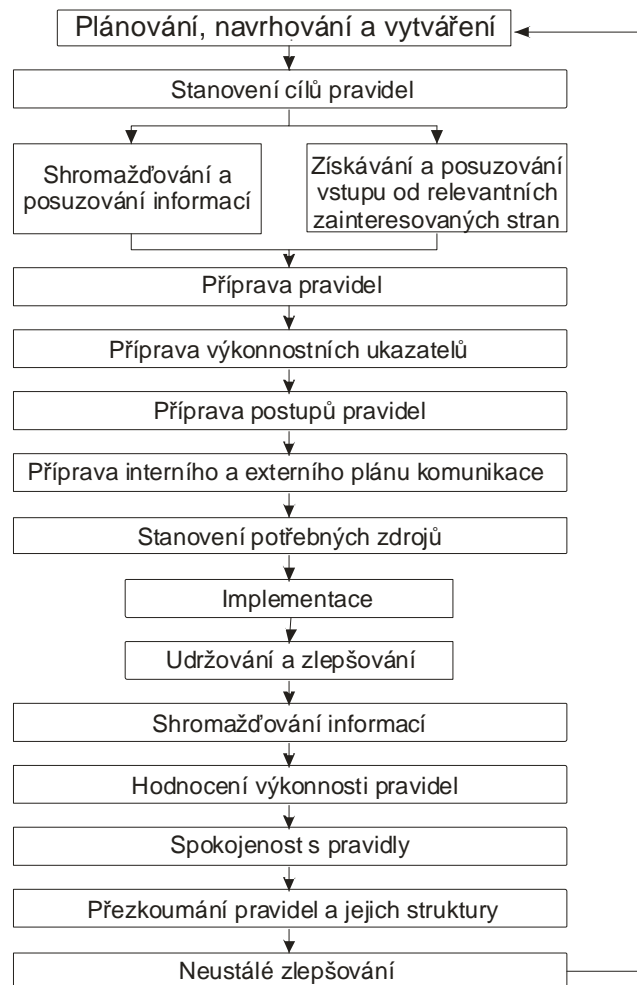 Plánování, navrhování a vytváření
Stanovení cílů pravidel
Shromažďování a
posuzování informací
Získávání a posuzování
vstupu od relevantních
zainteresovaných stran
Příprava pravidel
Příprava výkonnostních ukazatelů
Příprava postupů pravidel
Příprava interního a externího plánu komunikace
Stanovení potřebných zdrojů
Implementace
Udržování a zlepšování
Shromažďování informací
Hodnocení výkonnosti pravidel
Spokojenost s pravidly
Přezkoumání pravidel a jejich struktury
Neustálé zlepšování